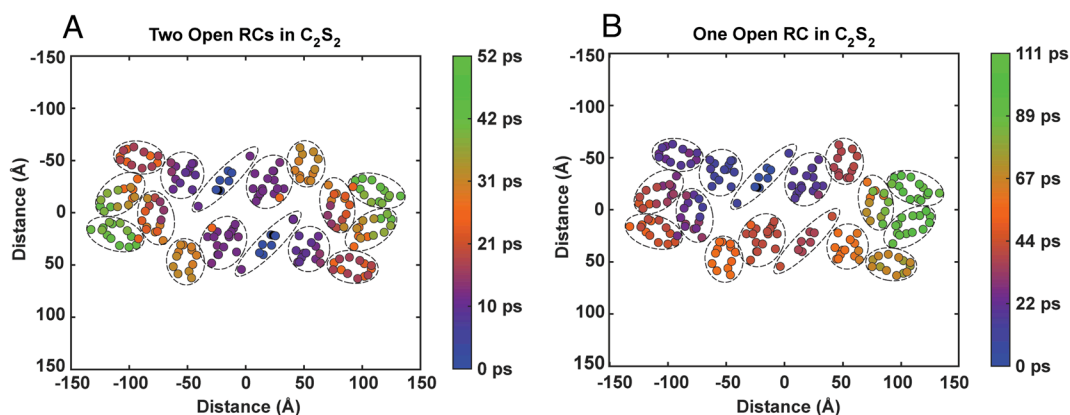 A
Two Open RCs in C₂S₂
-150
-100
-50
0
50
100
150
-150
-100
-50
0
50
100
150
Distance (Å)
Distance (Å)
52 ps
42 ps
31 ps
21 ps
10 ps
0 ps
B
One Open RC in C₂S₂
-150
-100
-50
0
50
100
150
-150
-100
-50
0
50
100
150
Distance (Å)
Distance (Å)
111 ps
89 ps
67 ps
44 ps
22 ps
0 ps